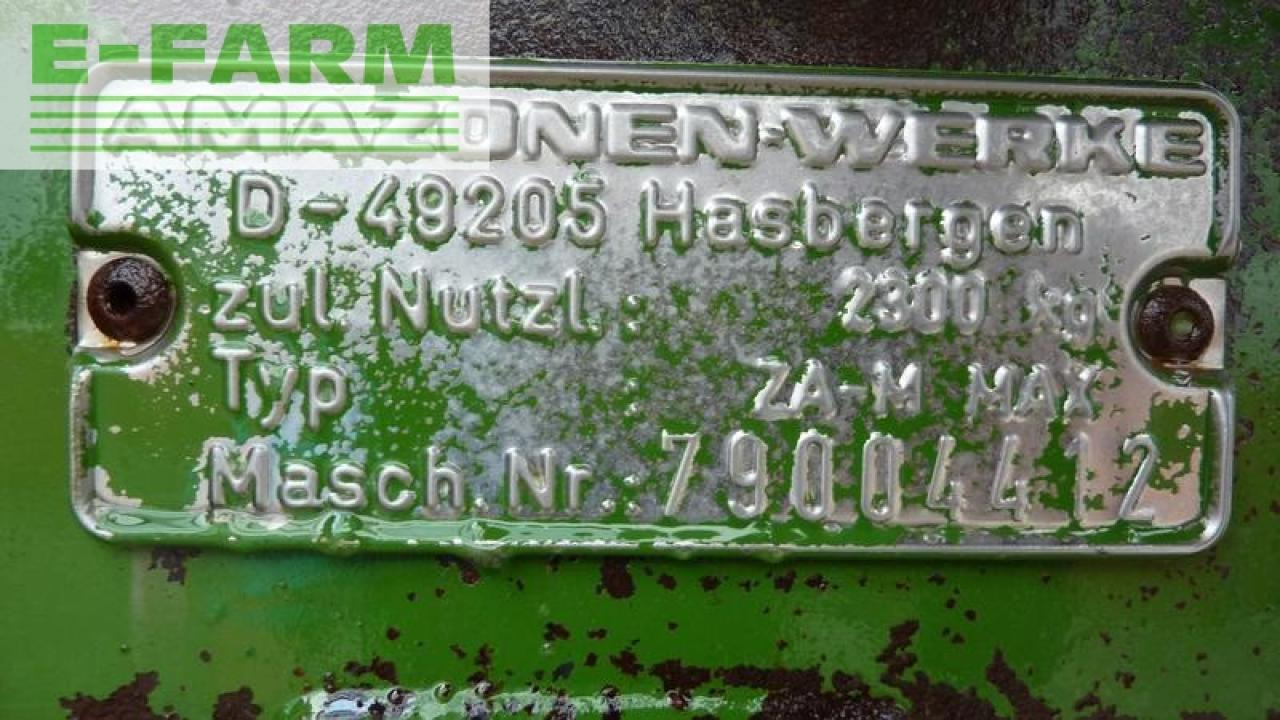 E-FARM
AMAZONEN-WERKE
D-49205 Hasbergen
zul. Nutzl.: 2300 kg
Typ : ZA-M MAX
Masch.Nr.: 79004412